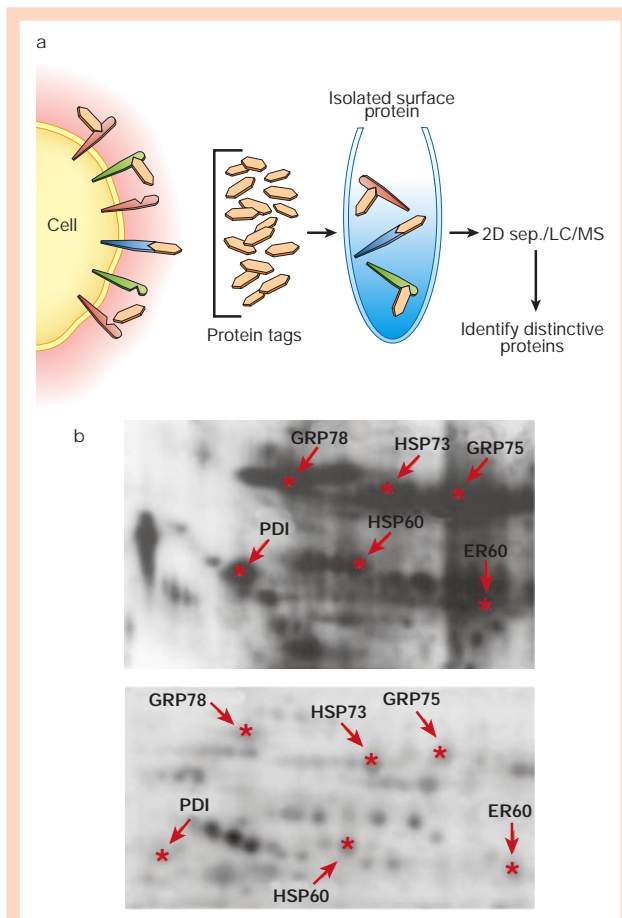 a
Isolated surface
protein
Cell
2D sep./LC/MS
Protein tags
Identify distinctive
proteins
b
GRP78
HSP73
GRP75
PDI
HSP60
ER60
GRP78
HSP73
GRP75
PDI
ER60
HSP60